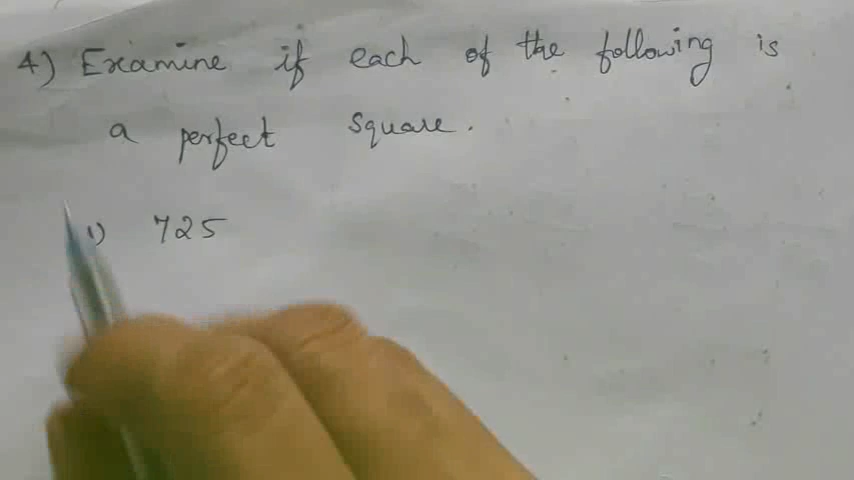 4) Examine if each of the following is
a perfect square.
1) 725